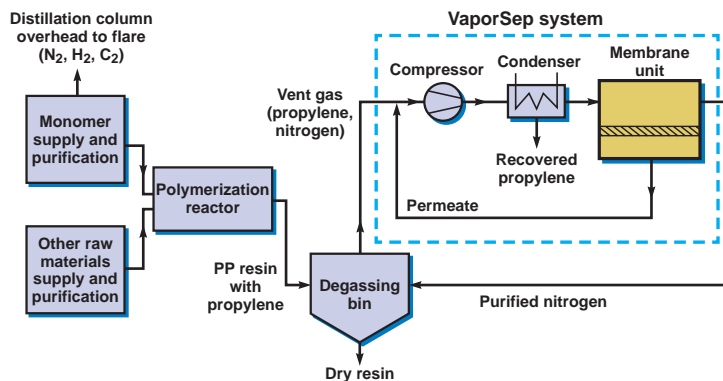 Distillation column
overhead to flare
(N2, H2, C2)
VaporSep system
Compressor
Condenser
Membrane
unit
Vent gas
(propylene,
nitrogen)
Monomer
supply and
purification
Recovered
propylene
Polymerization
reactor
Permeate
Other raw
materials
supply and
purification
PP resin
with
propylene
Degassing
bin
Purified nitrogen
Dry resin